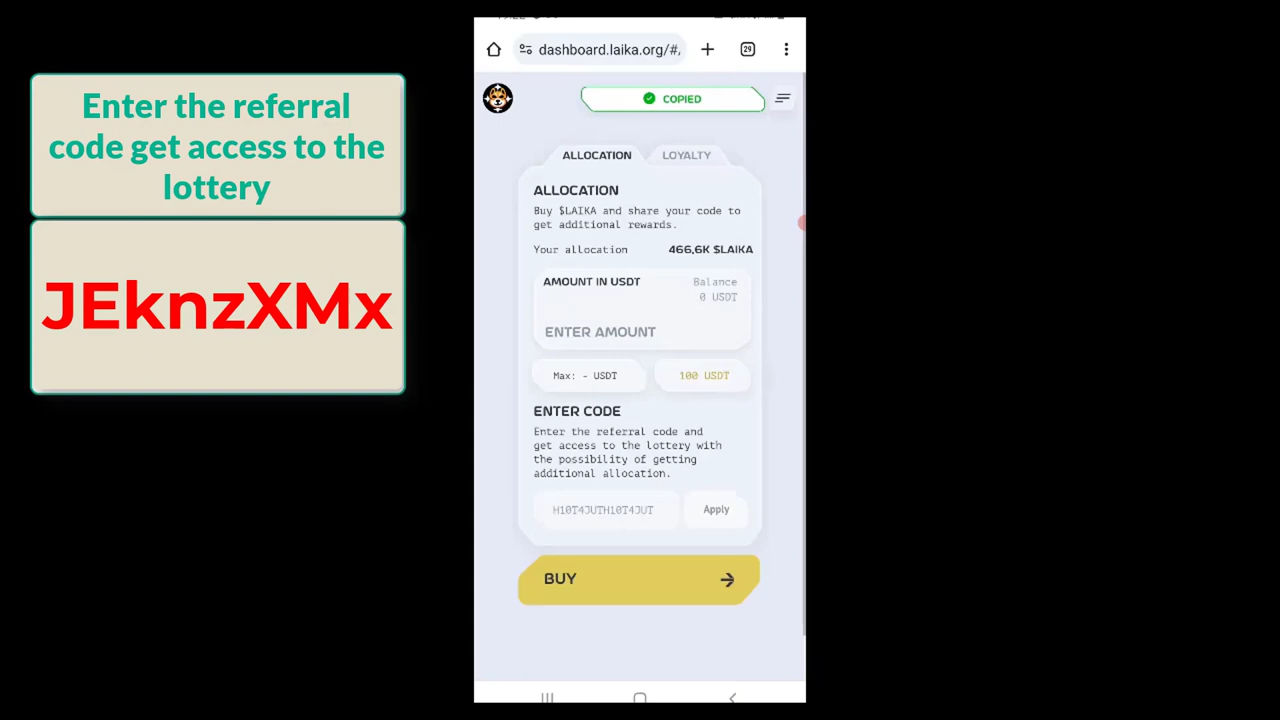 Enter the referral
code get access to the
lottery
JEknzXMx
dashboard.laika.org/#,
29
COPIED
ALLOCATION
LOYALTY
ALLOCATION
Buy $LAIKA and share your code to
get additional rewards.
Your allocation
466,6K $LAIKA
AMOUNT IN USDT
Balance
0 USDT
ENTER AMOUNT
Max: - USDT
100 USDT
ENTER CODE
Enter the referral code and
get access to the lottery with
the possibility of getting
additional allocation.
H10T4JUTH10T4JUT
Apply
BUY